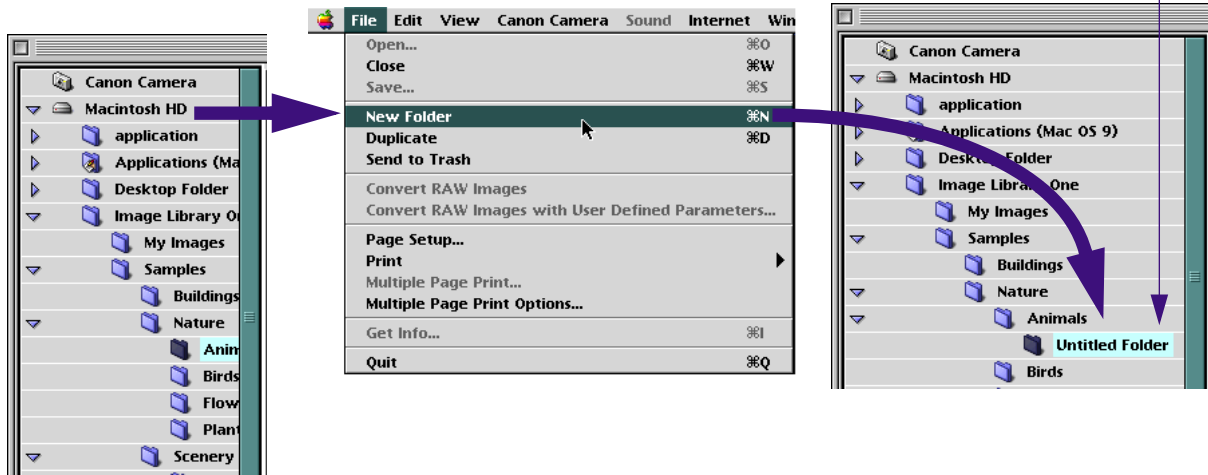 Canon Camera
Macintosh HD
application
Applications (Ma
Desktop Folder
Image Library O
My Images
Samples
Buildings
Nature
Anim
Birds
Flow
Plant
Scenery
File Edit View Canon Camera Sound Internet Win
Open... ⌘O
Close ⌘W
Save... ⌘S
New Folder ⌘N
Duplicate ⌘D
Send to Trash
Convert RAW Images
Convert RAW Images with User Defined Parameters...
Page Setup...
Print
Multiple Page Print...
Multiple Page Print Options...
Get Info... ⌘I
Quit ⌘Q
Canon Camera
Macintosh HD
application
Applications (Mac OS 9)
Desktop Folder
Image Library One
My Images
Samples
Buildings
Nature
Animals
Untitled Folder
Birds